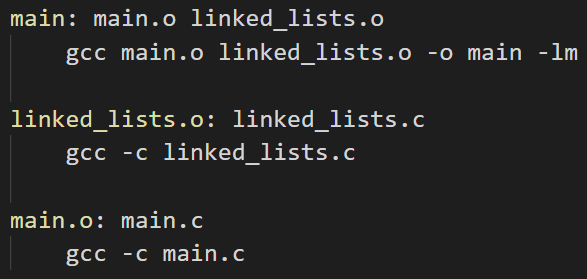 main: main.o linked_lists.o
    gcc main.o linked_lists.o -o main -lm
linked_lists.o: linked_lists.c
    gcc -c linked_lists.c
main.o: main.c
    gcc -c main.c